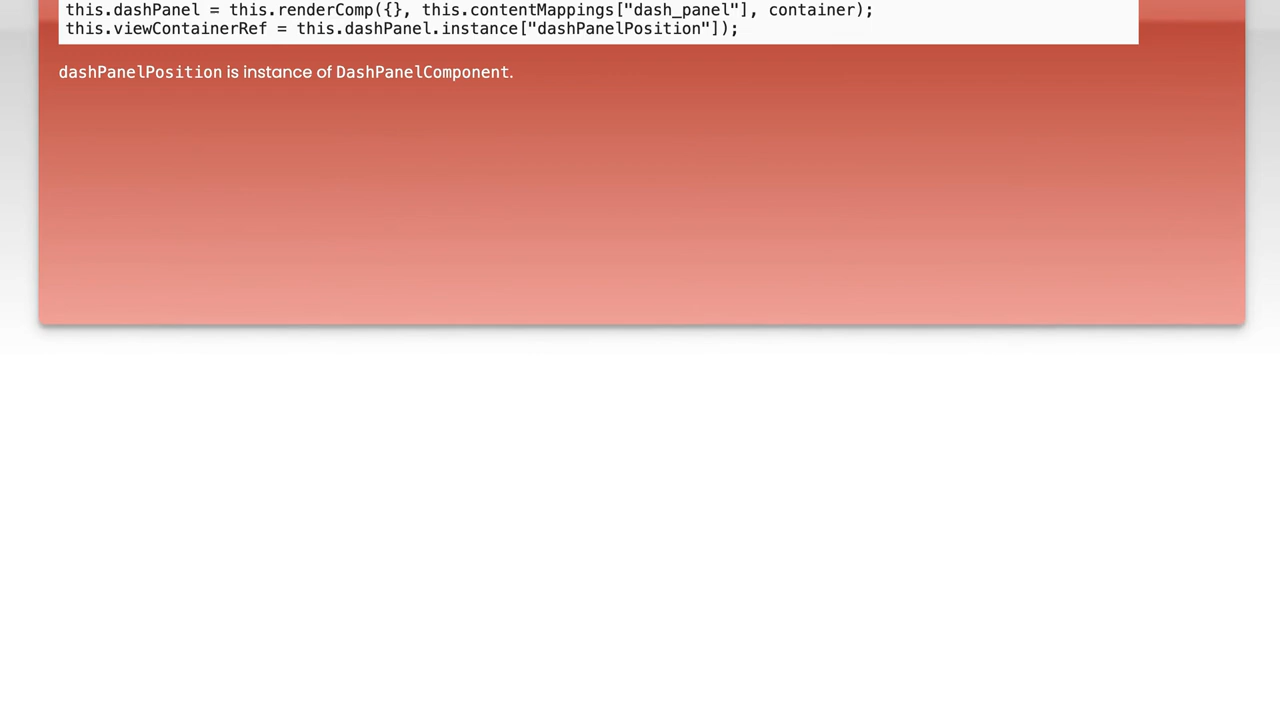 this.dashPanel = this.renderComp({}, this.contentMappings["dash_panel"], container);
this.viewContainerRef = this.dashPanel.instance["dashPanelPosition"]);
dashPanelPosition is instance of DashPanelComponent.